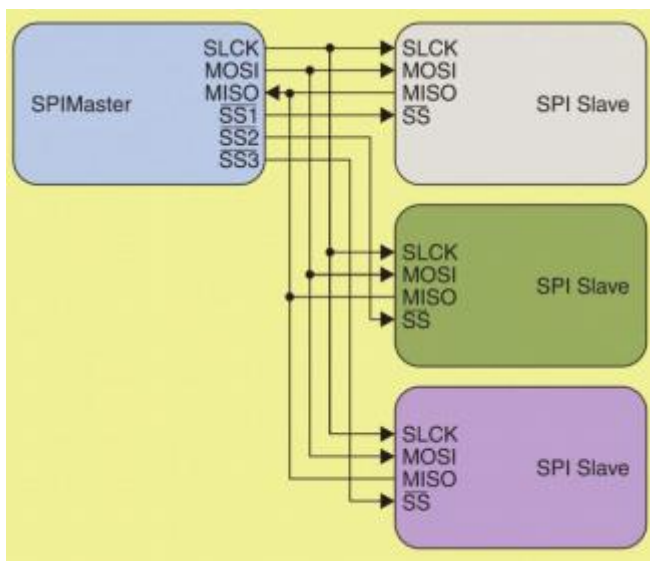 SPIMaster
SLCK
MOSI
MISO
SS1
SS2
SS3
SLCK
MOSI
MISO
SS
SPI Slave
SLCK
MOSI
MISO
SS
SPI Slave
SLCK
MOSI
MISO
SS
SPI Slave